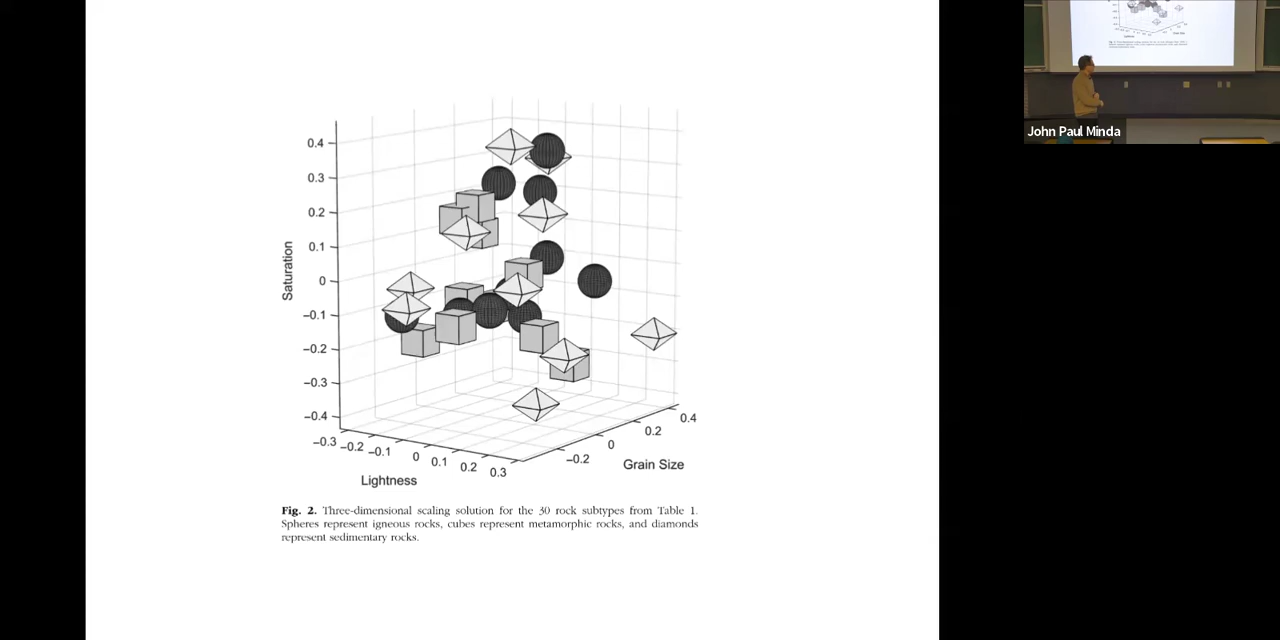 0.4
0.3
0.2
0.1
0
−0.1
−0.2
−0.3
−0.4
Saturation
−0.3 −0.2 −0.1 0 0.1 0.2 0.3
Lightness
−0.2 0 0.2 0.4
Grain Size
Fig. 2. Three-dimensional scaling solution for the 30 rock subtypes from Table 1.
Spheres represent igneous rocks, cubes represent metamorphic rocks, and diamonds
represent sedimentary rocks.
John Paul Minda